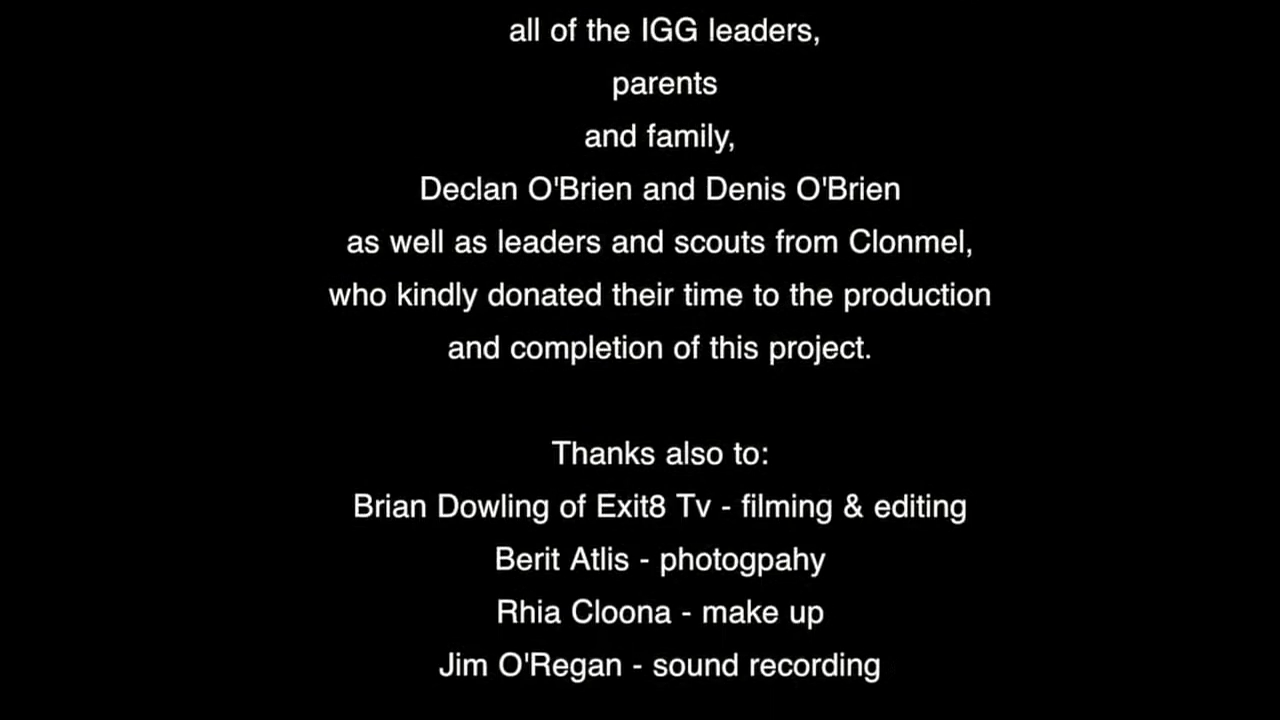 all of the IGG leaders,
parents
and family,
Declan O'Brien and Denis O'Brien
as well as leaders and scouts from Clonmel,
who kindly donated their time to the production
and completion of this project.
Thanks also to:
Brian Dowling of Exit8 Tv - filming & editing
Berit Atlis - photogpahy
Rhia Cloona - make up
Jim O'Regan - sound recording